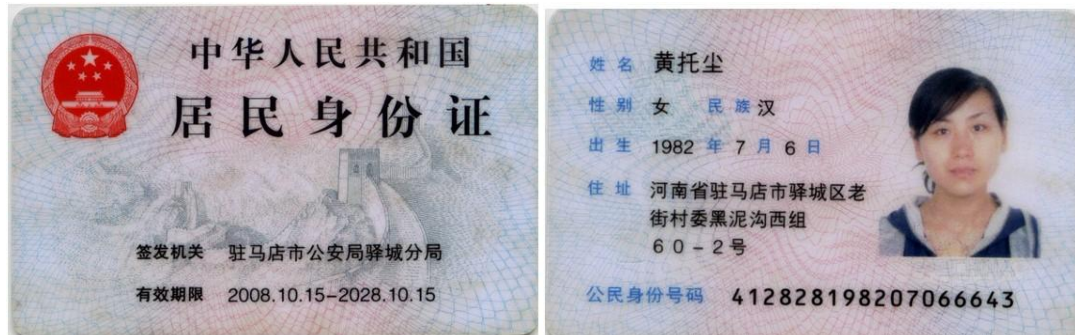 中华人民共和国
居民身份证
签发机关 驻马店市公安局驿城分局
有效期限 2008.10.15-2028.10.15
姓名 黄托尘
性别 女 民族 汉
出生 1982 年 7 月 6 日
住址 河南省驻马店市驿城区老
街村委黑泥沟西组
60-2号
公民身份号码 412828198207066643